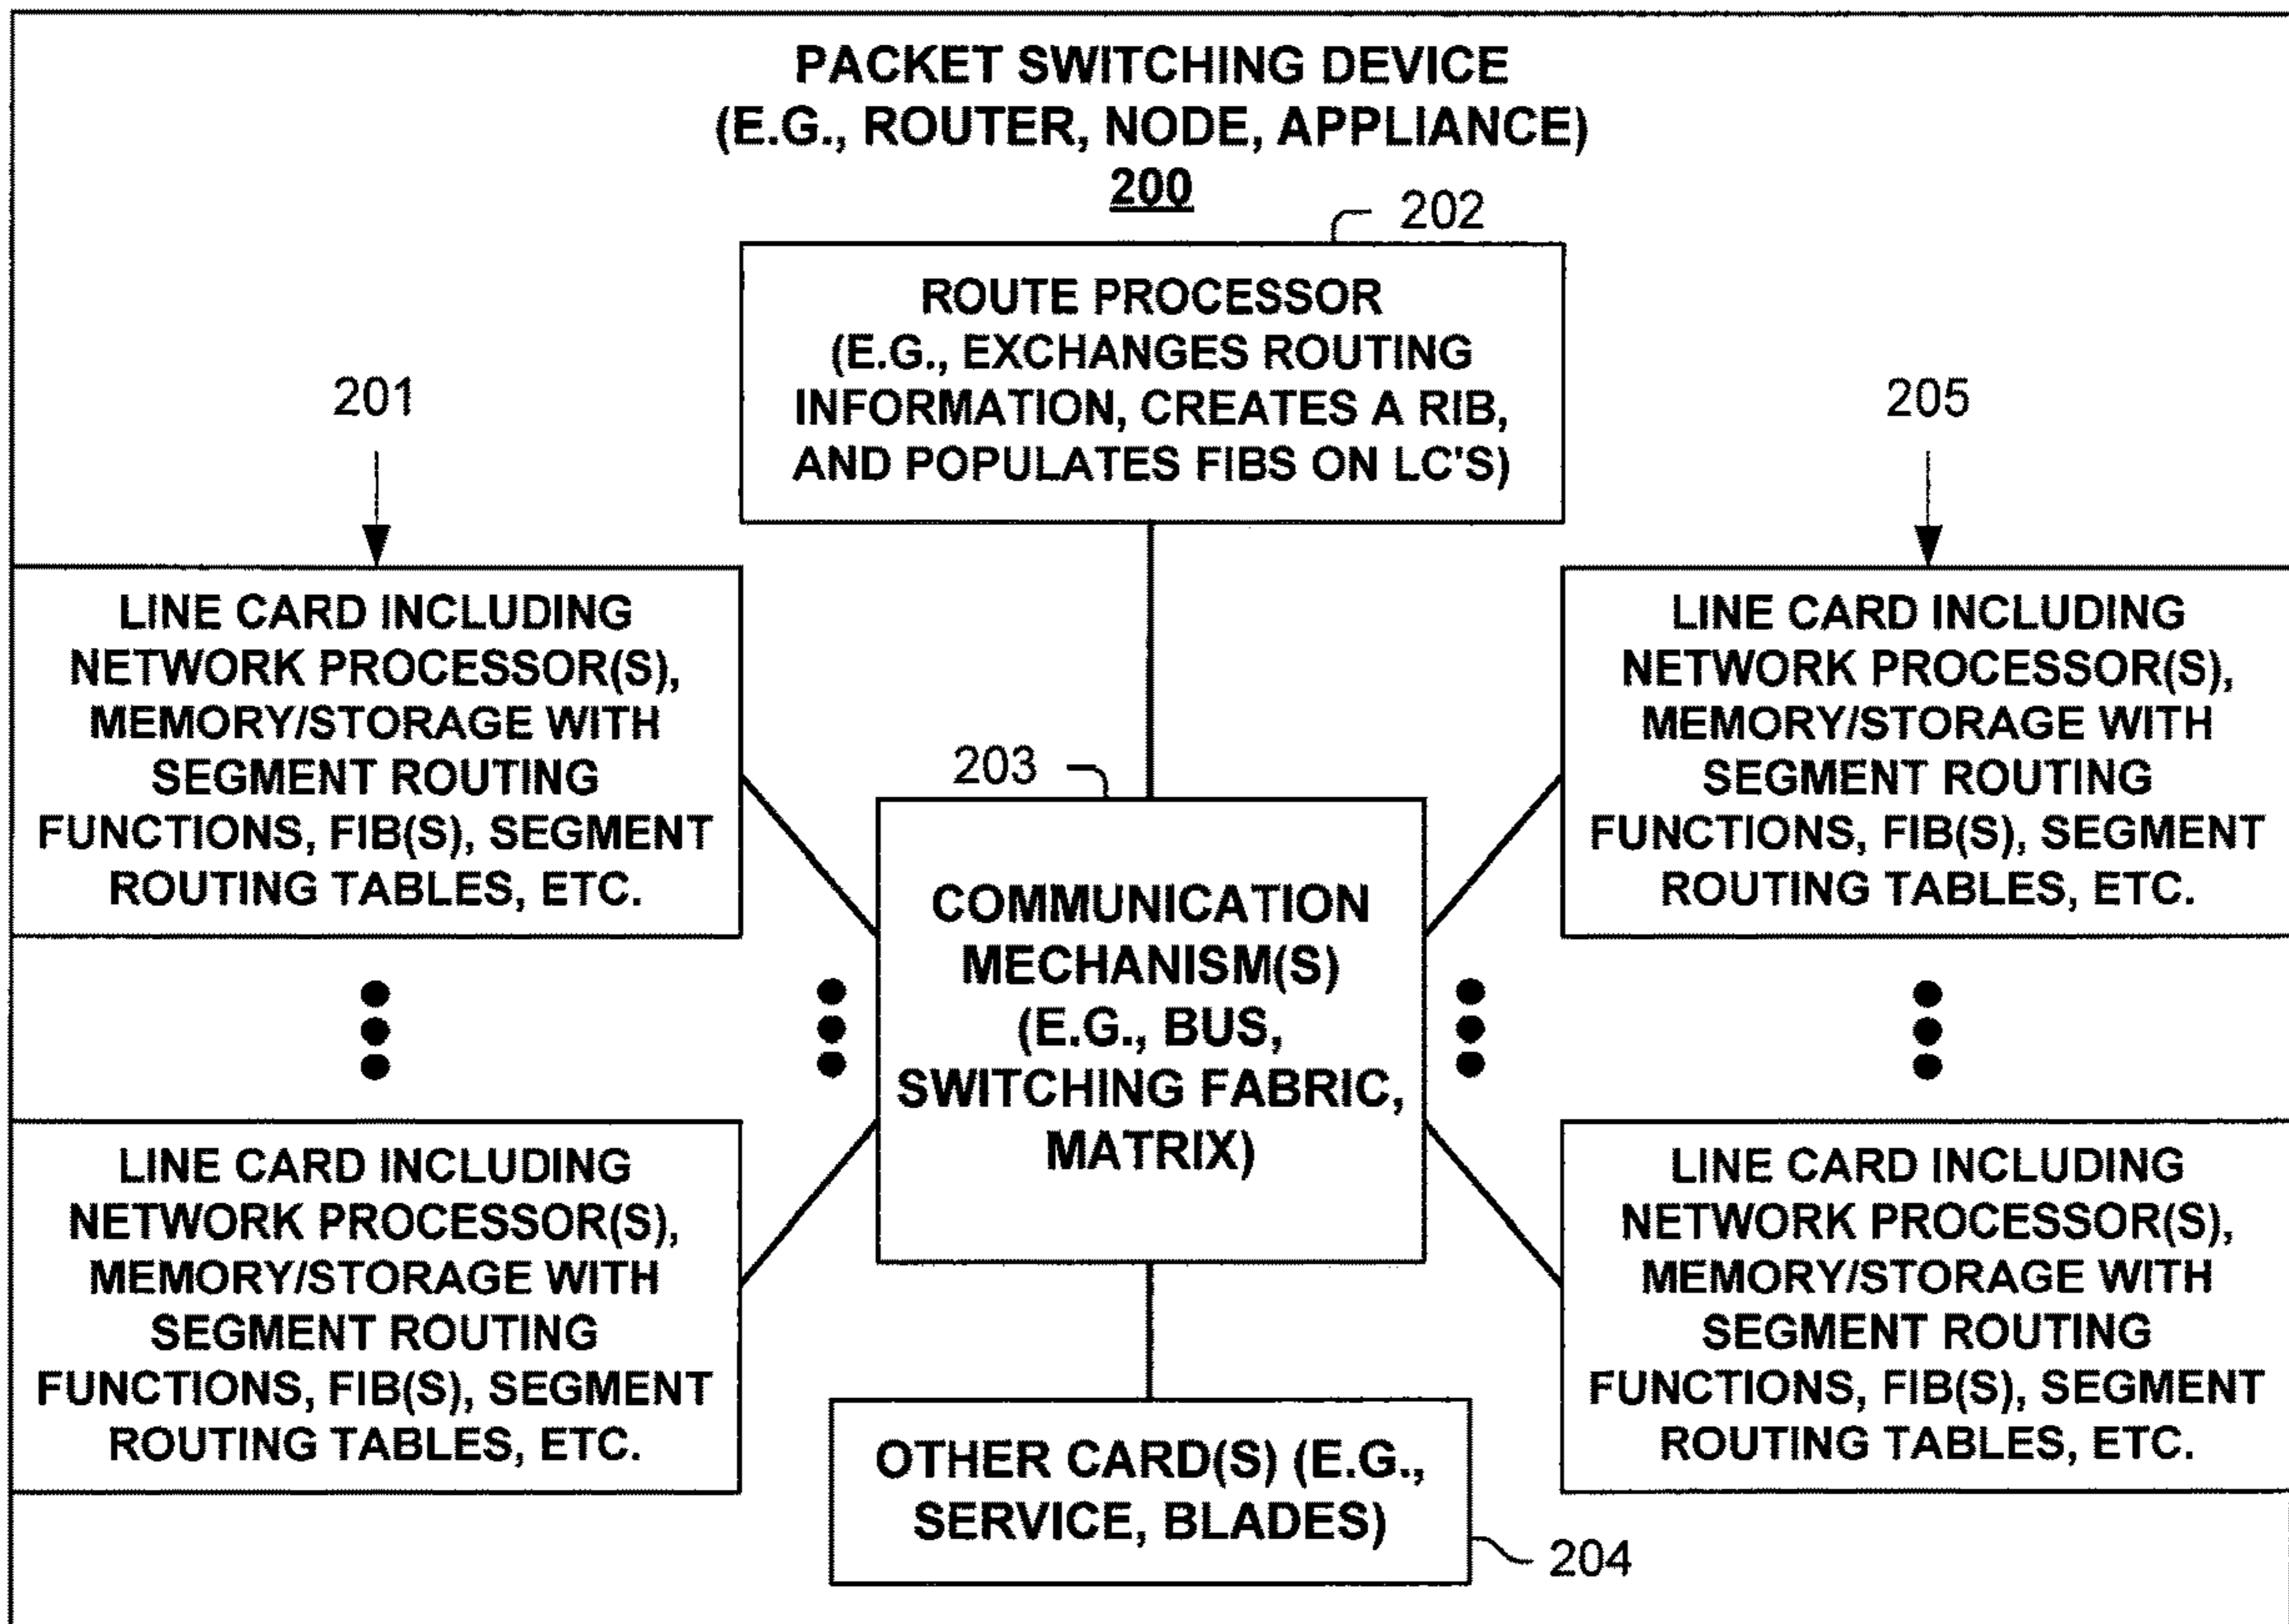 PACKET SWITCHING DEVICE
(E.G., ROUTER, NODE, APPLIANCE)
200
202
ROUTE PROCESSOR
(E.G., EXCHANGES ROUTING
INFORMATION, CREATES A RIB,
AND POPULATES FIBS ON LC'S)
201
205
LINE CARD INCLUDING
NETWORK PROCESSOR(S),
MEMORY/STORAGE WITH
SEGMENT ROUTING
FUNCTIONS, FIB(S), SEGMENT
ROUTING TABLES, ETC.
LINE CARD INCLUDING
NETWORK PROCESSOR(S),
MEMORY/STORAGE WITH
SEGMENT ROUTING
FUNCTIONS, FIB(S), SEGMENT
ROUTING TABLES, ETC.
203
COMMUNICATION
MECHANISM(S)
(E.G., BUS,
SWITCHING FABRIC,
MATRIX)
LINE CARD INCLUDING
NETWORK PROCESSOR(S),
MEMORY/STORAGE WITH
SEGMENT ROUTING
FUNCTIONS, FIB(S), SEGMENT
ROUTING TABLES, ETC.
LINE CARD INCLUDING
NETWORK PROCESSOR(S),
MEMORY/STORAGE WITH
SEGMENT ROUTING
FUNCTIONS, FIB(S), SEGMENT
ROUTING TABLES, ETC.
OTHER CARD(S) (E.G.,
SERVICE, BLADES)
204